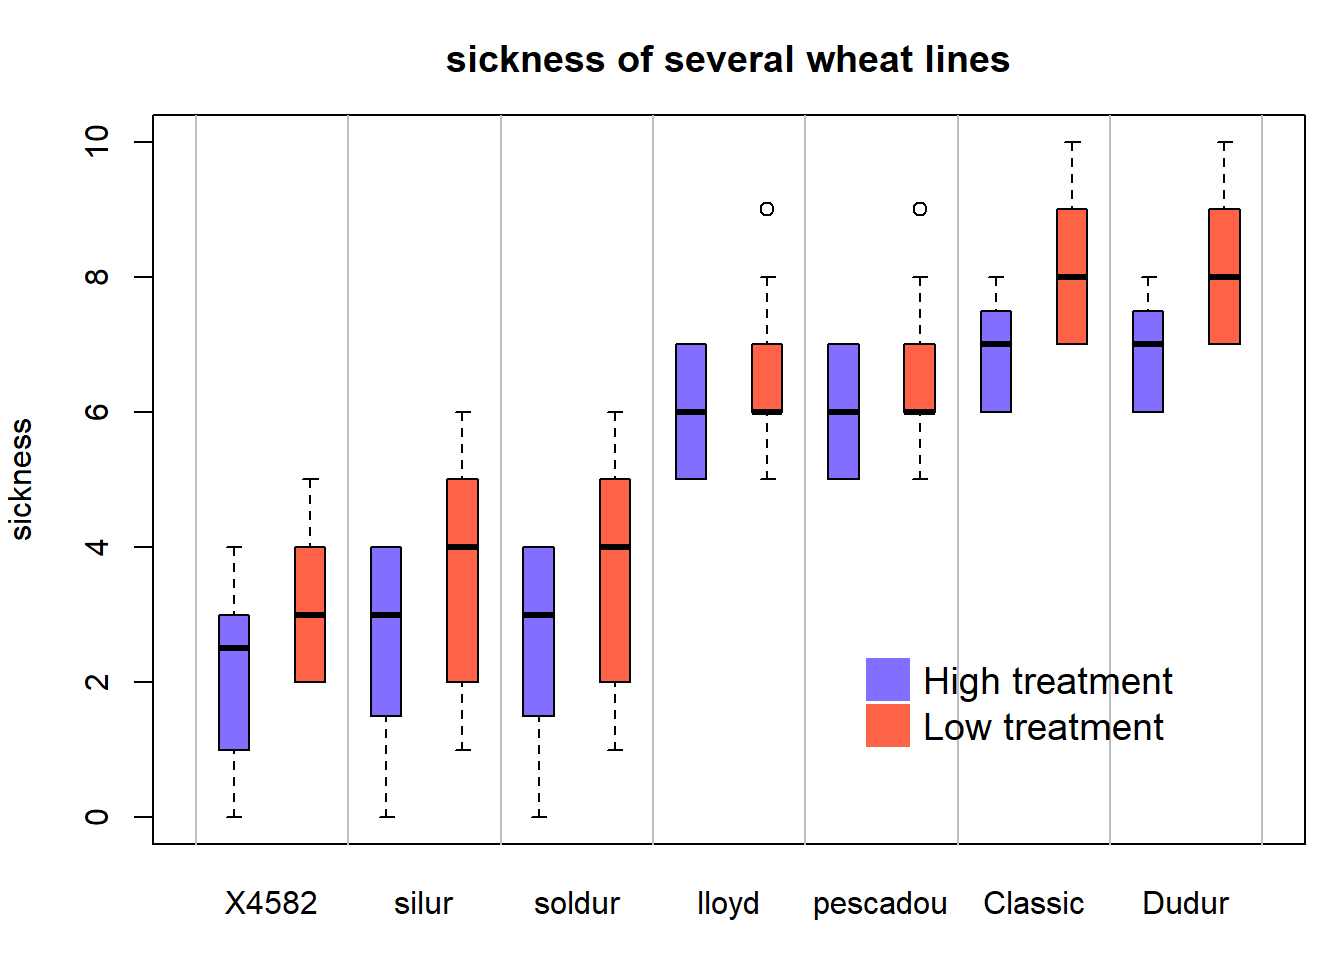 sickness of several wheat lines
sickness
10
8
6
4
2
0
High treatment
Low treatment
X4582 silur soldur lloyd pescadou Classic Dudur